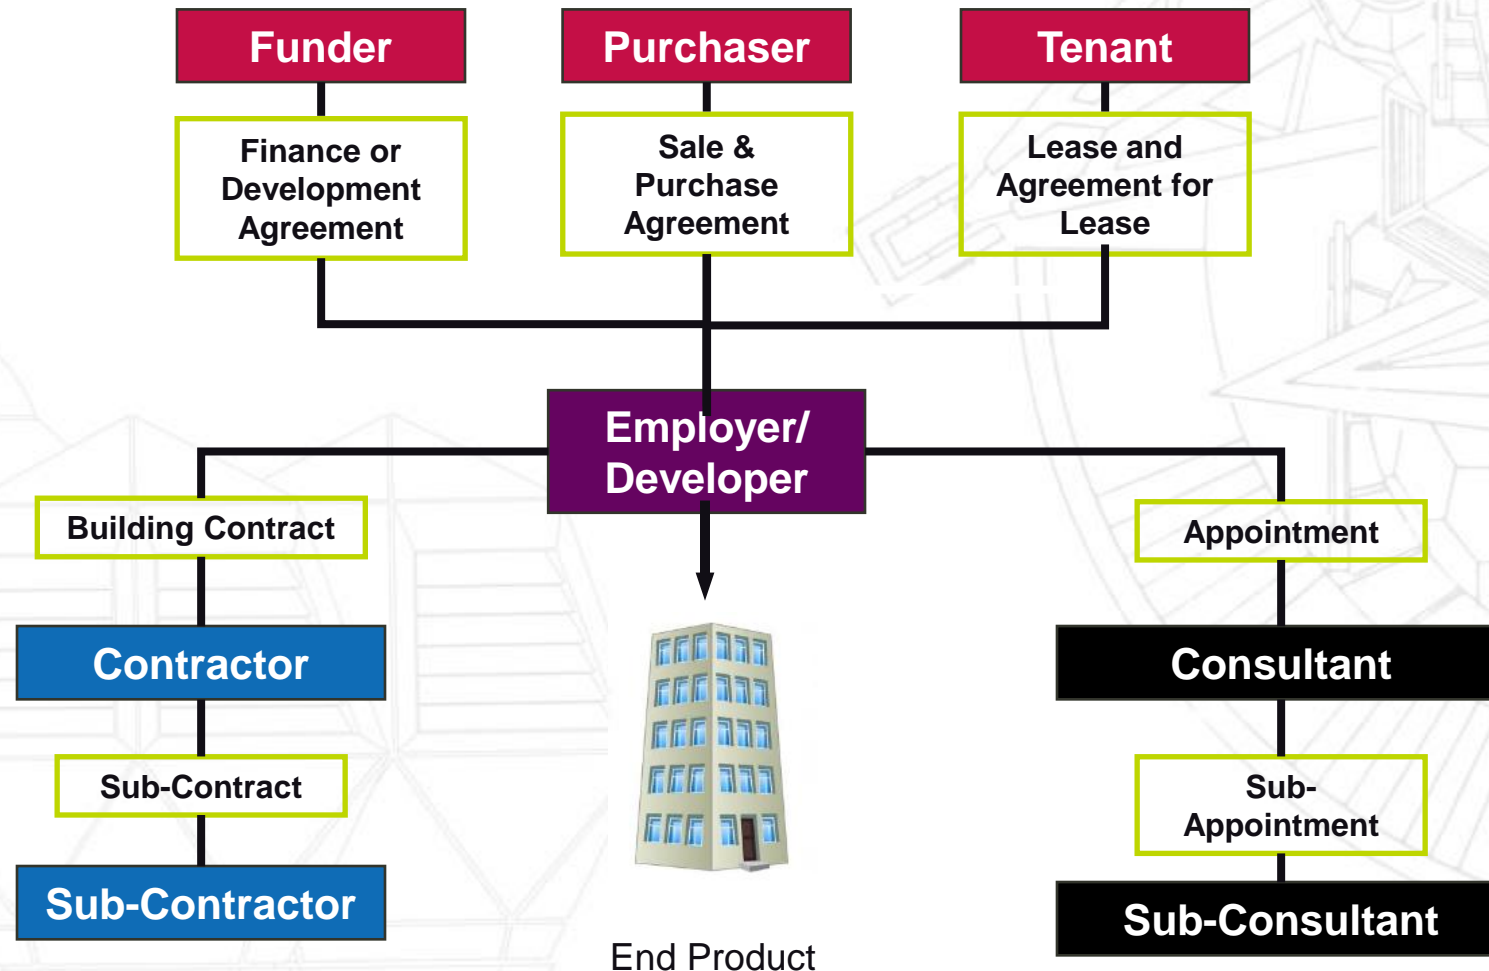 Funder
Purchaser
Tenant
Finance or
Development
Agreement
Sale &
Purchase
Agreement
Lease and
Agreement for
Lease
Employer/
Developer
Building Contract
Appointment
Contractor
Consultant
Sub-Contract
Sub-
Appointment
Sub-Contractor
Sub-Consultant
End Product